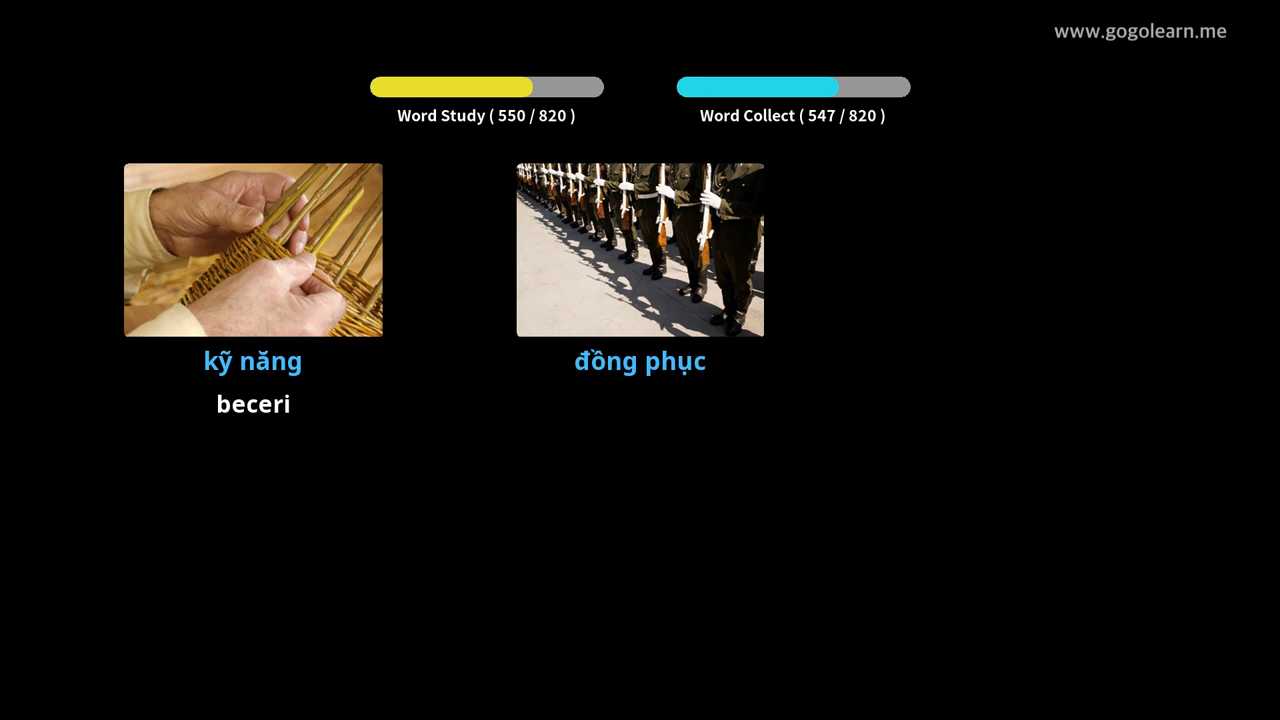 www.gogolearn.me
Word Study ( 550 / 820 )
Word Collect ( 547 / 820 )
kỹ năng
beceri
đồng phục